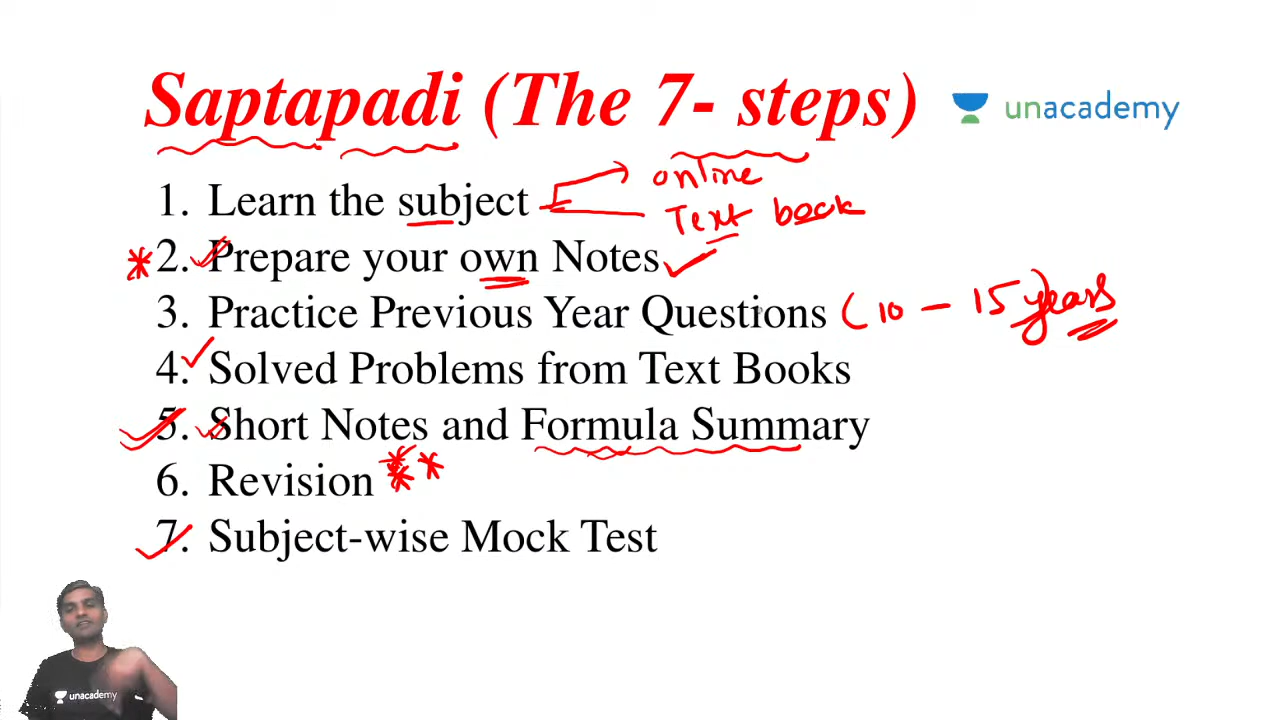 Saptapadi (The 7- steps) unacademy
1. Learn the subject online
Text book
2. Prepare your own Notes
3. Practice Previous Year Questions (10 - 15 years)
4. Solved Problems from Text Books
5. Short Notes and Formula Summary
6. Revision
7. Subject-wise Mock Test
unacademy